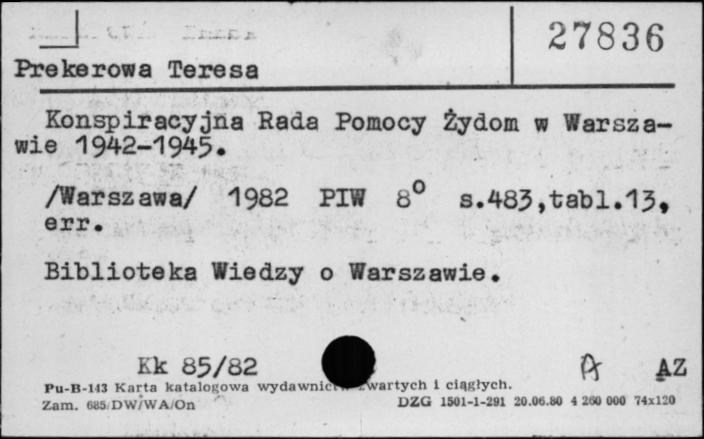 27836
Prekerowa Teresa
Konspiracyjna Rada Pomocy Żydom w Warsza-
wie 1942-1945.
/Warszawa/ 1982 PIW 8° s.483,tabl.13,
err.
Biblioteka Wiedzy o Warszawie.
Kk 85/82 A AZ
Pu-B-143 Karta katalogowa zwartych i ciągłych.
Zam. 685/DW/WA/On DZG 1501-1-291 20.06.80 4 260 000 74x120